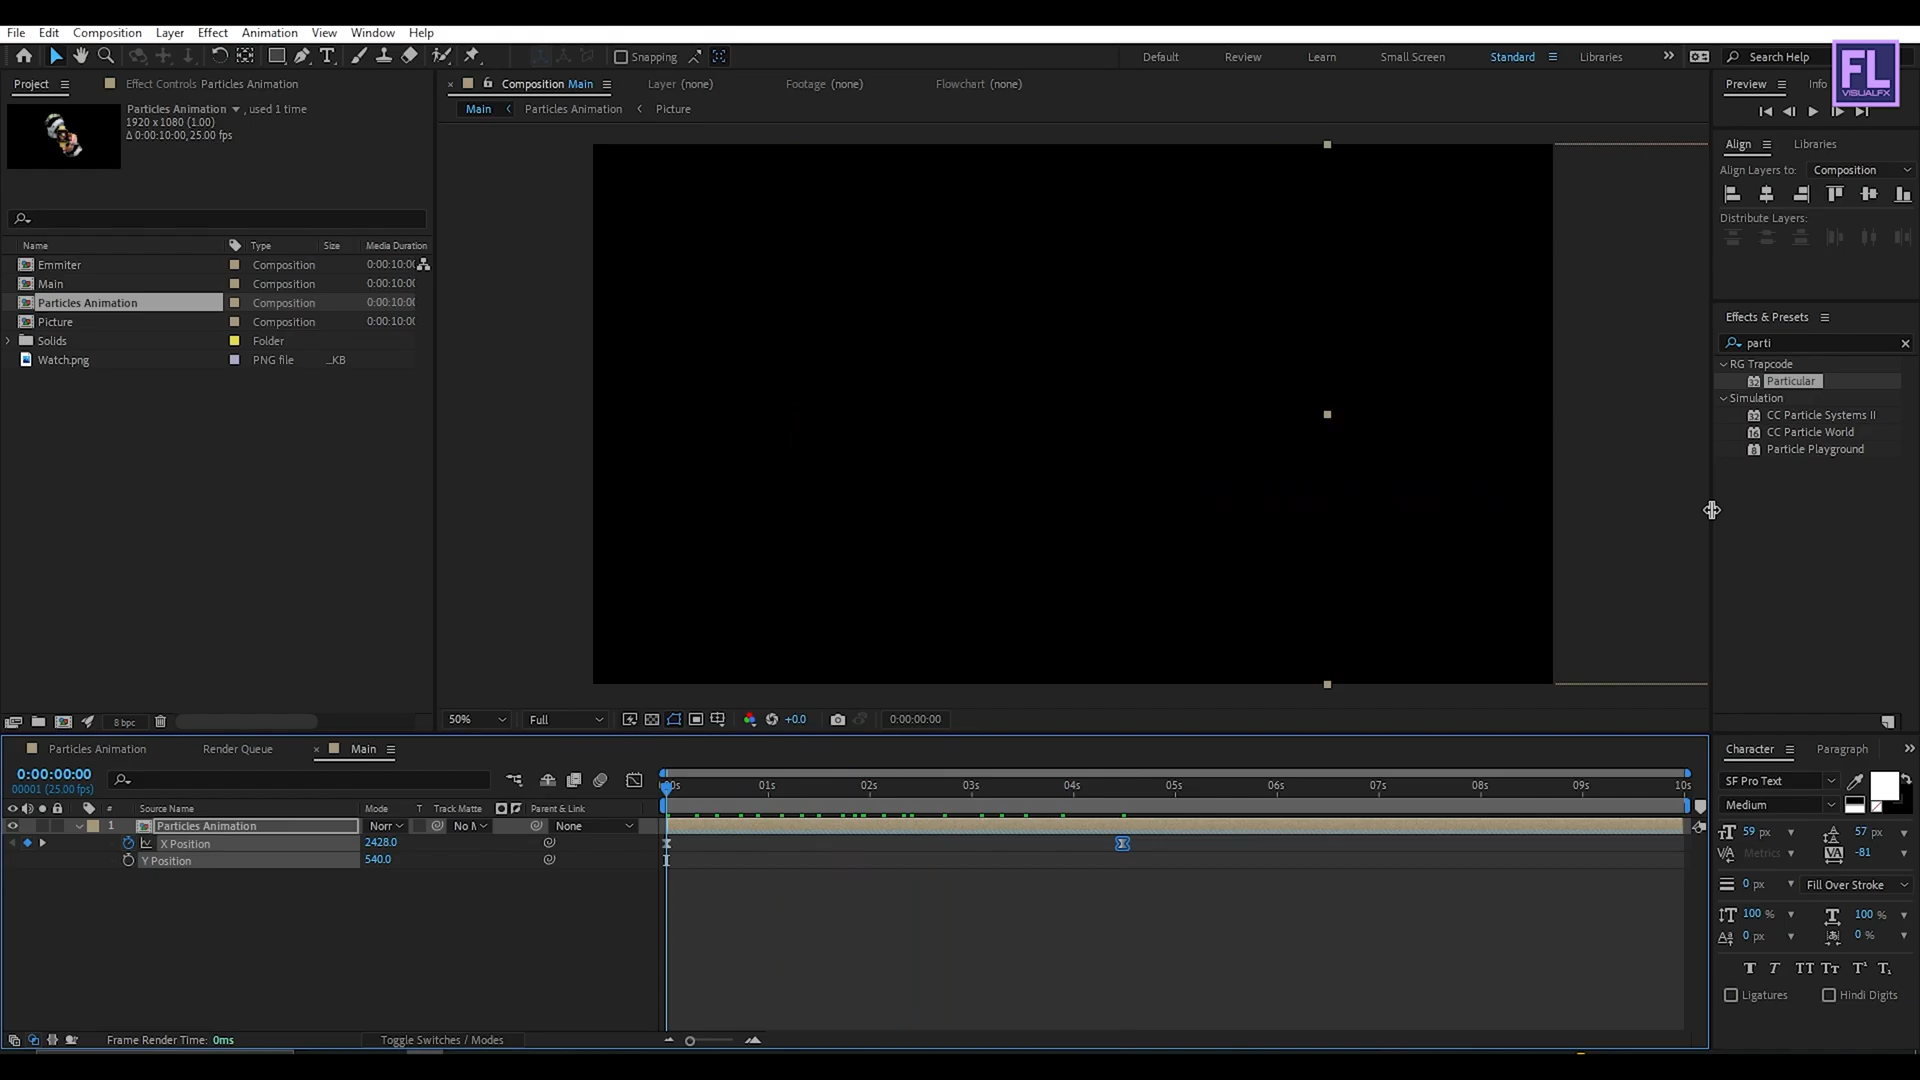 File Edit Composition Layer Effect Animation View Window Help
Snapping
Default Review Learn Small Screen Standard Libraries Search Help
FL
VISUALFX
Project Effect Controls Particles Animation
Composition Main Layer (none) Footage (none) Flowchart (none)
Preview Info
Particles Animation , used 1 time
1920 x 1080 (1.00)
Δ 0:00:10:00, 25.00 fps
Main Particles Animation Picture
Align Libraries
Align Layers to: Composition
Distribute Layers:
Name Type Size Media Duration
Emmiter Composition 0:00:10:00
Main Composition 0:00:10:00
Particles Animation Composition 0:00:10:00
Picture Composition 0:00:10:00
Solids Folder
Watch.png PNG file ..KB
Effects & Presets
parti
RG Trapcode
Particular
Simulation
CC Particle Systems II
CC Particle World
Particle Playground
8 bpc
50% Full +0.0 0:00:00:00
Particles Animation Render Queue Main
0:00:00:00
00001 (25.00 fps)
01s 02s 03s 04s 05s 06s 07s 08s 09s 10s
# Source Name Mode T Track Matte Parent & Link
1 Particles Animation Norr No M None
X Position 2428.0
Y Position 540.0
Frame Render Time: 0ms Toggle Switches / Modes
Character Paragraph
SF Pro Text
Medium
59 px 57 px
Metrics -81
0 px Fill Over Stroke
100 % 100 %
0 px 0 %
T T TT Tt T¹ T₁
Ligatures Hindi Digits